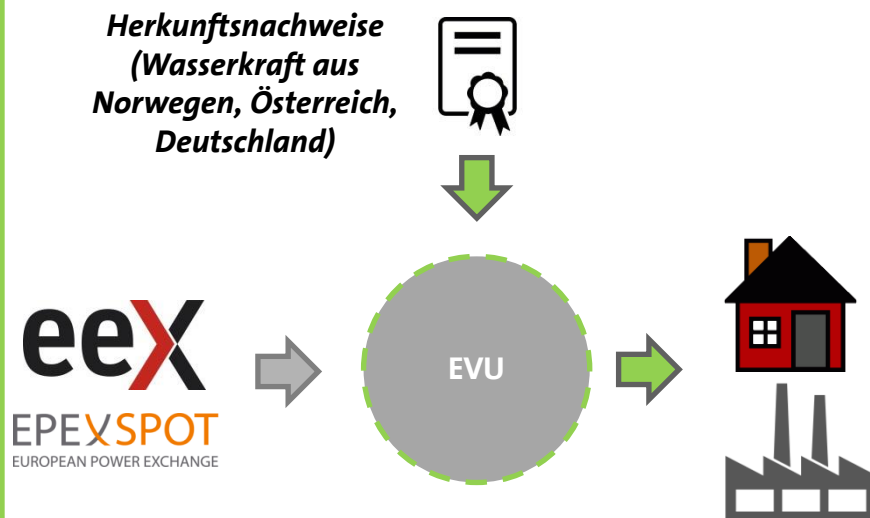 Herkunftsnachweise
(Wasserkraft aus
Norwegen, Österreich,
Deutschland)
eex
EPEXSPOT
EUROPEAN POWER EXCHANGE
EVU